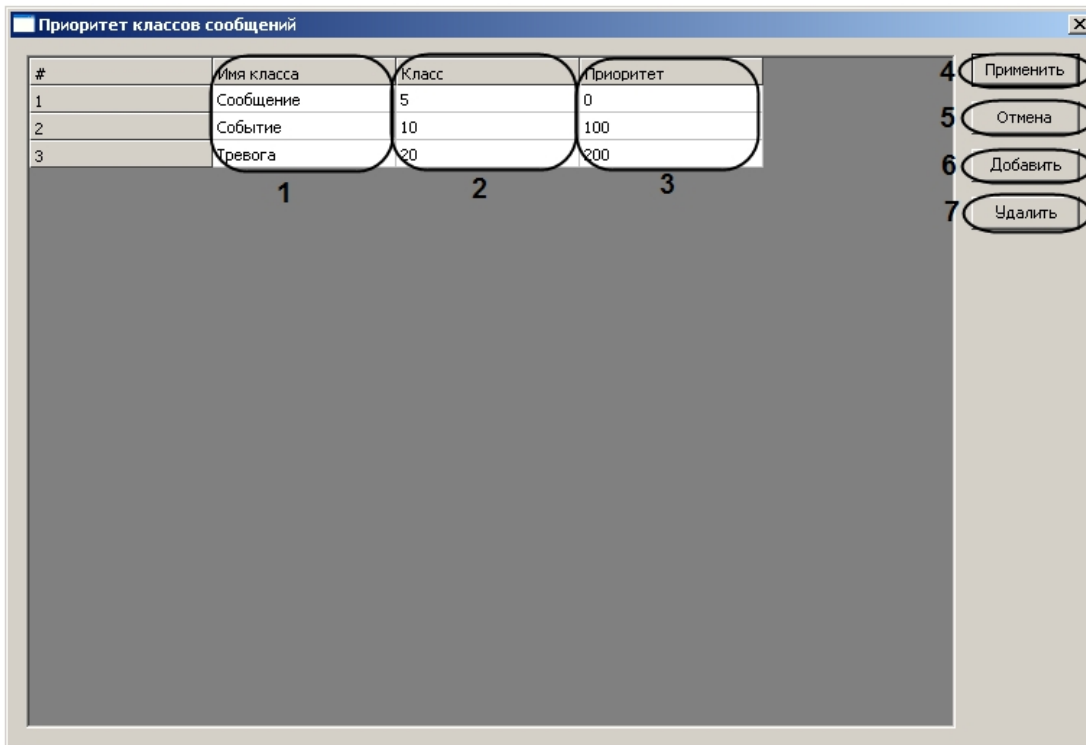 Приоритет классов сообщений
# Имя класса Класс Приоритет
1 Сообщение 5 0
2 Событие 10 100
3 Тревога 20 200
1 2 3
4 Применить
5 Отмена
6 Добавить
7 Удалить